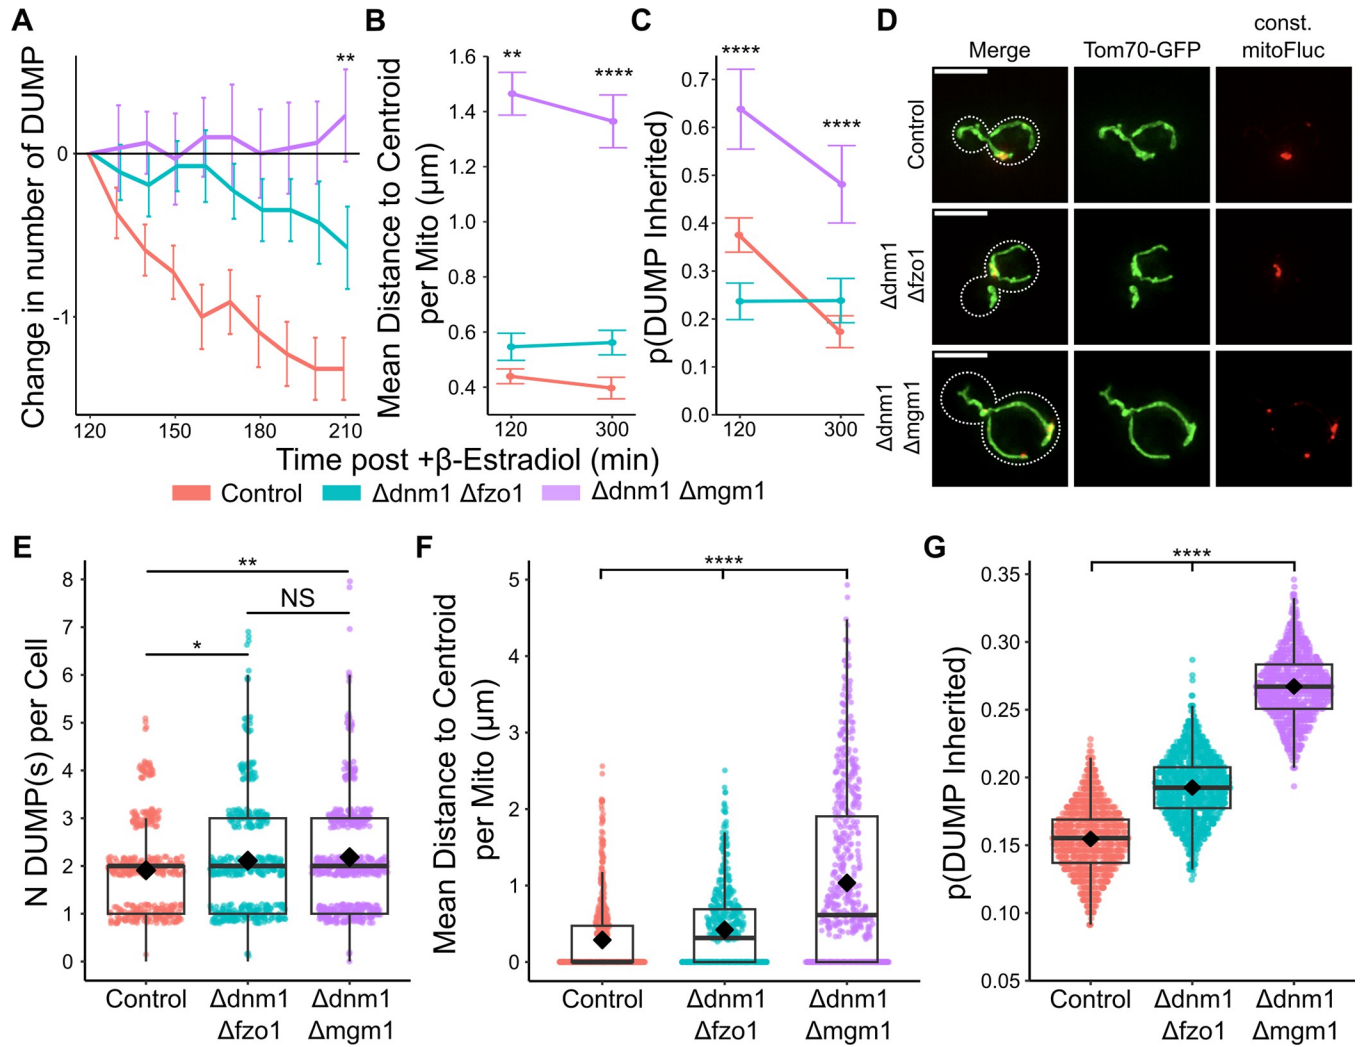 A
Change in number of DUMP
0
-1
120
150
180
210
**
B
Mean Distance to Centroid
per Mito (μm)
1.6
1.4
1.2
1.0
0.8
0.6
0.4
120
300
**
****
C
p(DUMP Inherited)
0.7
0.6
0.5
0.4
0.3
0.2
0.1
0.0
120
300
****
****
Time post +β-Estradiol (min)
Control
Δdnm1 Δfzo1
Δdnm1 Δmgm1
D
Merge
Tom70-GFP
const.
mitoFluc
Control
Δdnm1
Δfzo1
Δdnm1
Δmgm1
E
N DUMP(s) per Cell
8
7
6
5
4
3
2
1
0
**
NS
*
Control
Δdnm1
Δfzo1
Δdnm1
Δmgm1
F
Mean Distance to Centroid
per Mito (μm)
5
4
3
2
1
0
****
Control
Δdnm1
Δfzo1
Δdnm1
Δmgm1
G
p(DUMP Inherited)
0.35
0.30
0.25
0.20
0.15
0.10
0.05
****
Control
Δdnm1
Δfzo1
Δdnm1
Δmgm1